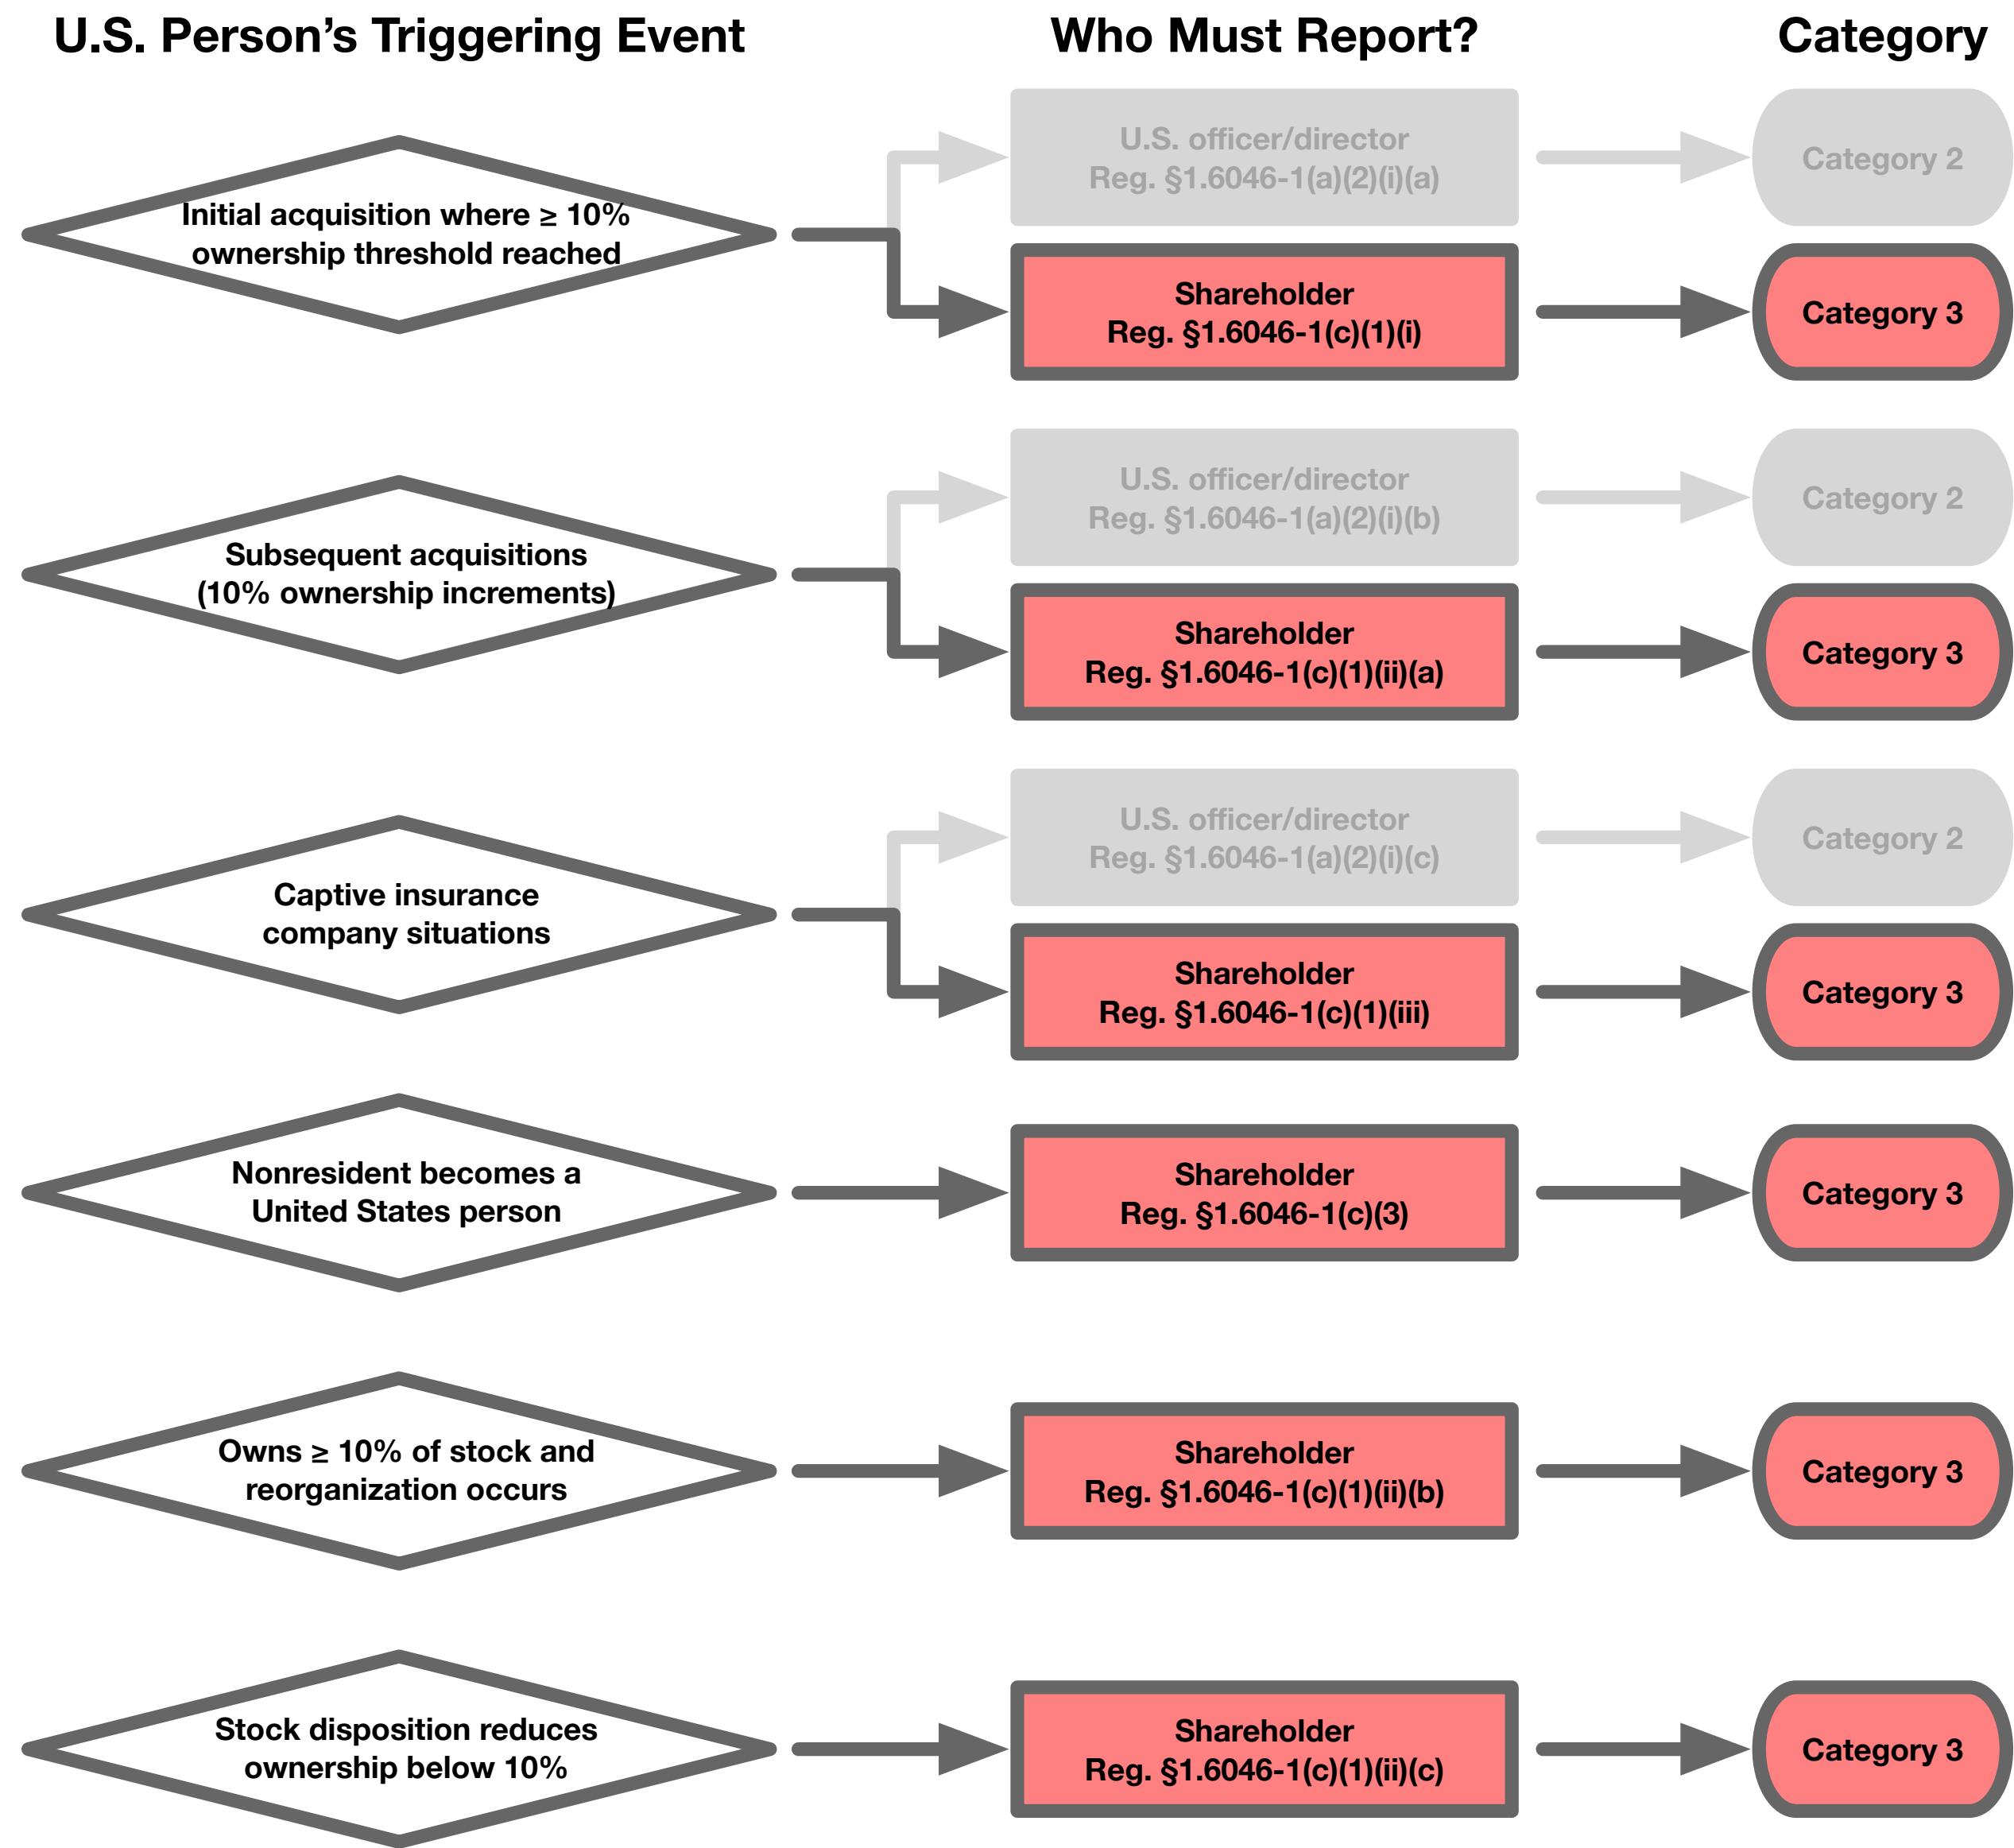 U.S. Person’s Triggering Event
Who Must Report?
Category
Initial acquisition where ≥ 10%
ownership threshold reached
U.S. officer/director
Reg. §1.6046-1(a)(2)(i)(a)
Category 2
Shareholder
Reg. §1.6046-1(c)(1)(i)
Category 3
Subsequent acquisitions
(10% ownership increments)
U.S. officer/director
Reg. §1.6046-1(a)(2)(i)(b)
Category 2
Shareholder
Reg. §1.6046-1(c)(1)(ii)(a)
Category 3
Captive insurance
company situations
U.S. officer/director
Reg. §1.6046-1(a)(2)(i)(c)
Category 2
Shareholder
Reg. §1.6046-1(c)(1)(iii)
Category 3
Nonresident becomes a
United States person
Shareholder
Reg. §1.6046-1(c)(3)
Category 3
Owns ≥ 10% of stock and
reorganization occurs
Shareholder
Reg. §1.6046-1(c)(1)(ii)(b)
Category 3
Stock disposition reduces
ownership below 10%
Shareholder
Reg. §1.6046-1(c)(1)(ii)(c)
Category 3